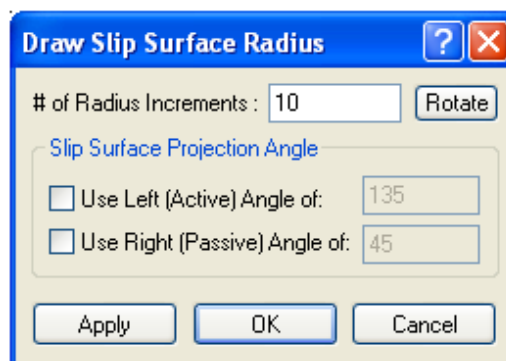 Draw Slip Surface Radius ?
# of Radius Increments : 10 Rotate
Slip Surface Projection Angle
Use Left (Active) Angle of: 135
Use Right (Passive) Angle of: 45
Apply OK Cancel